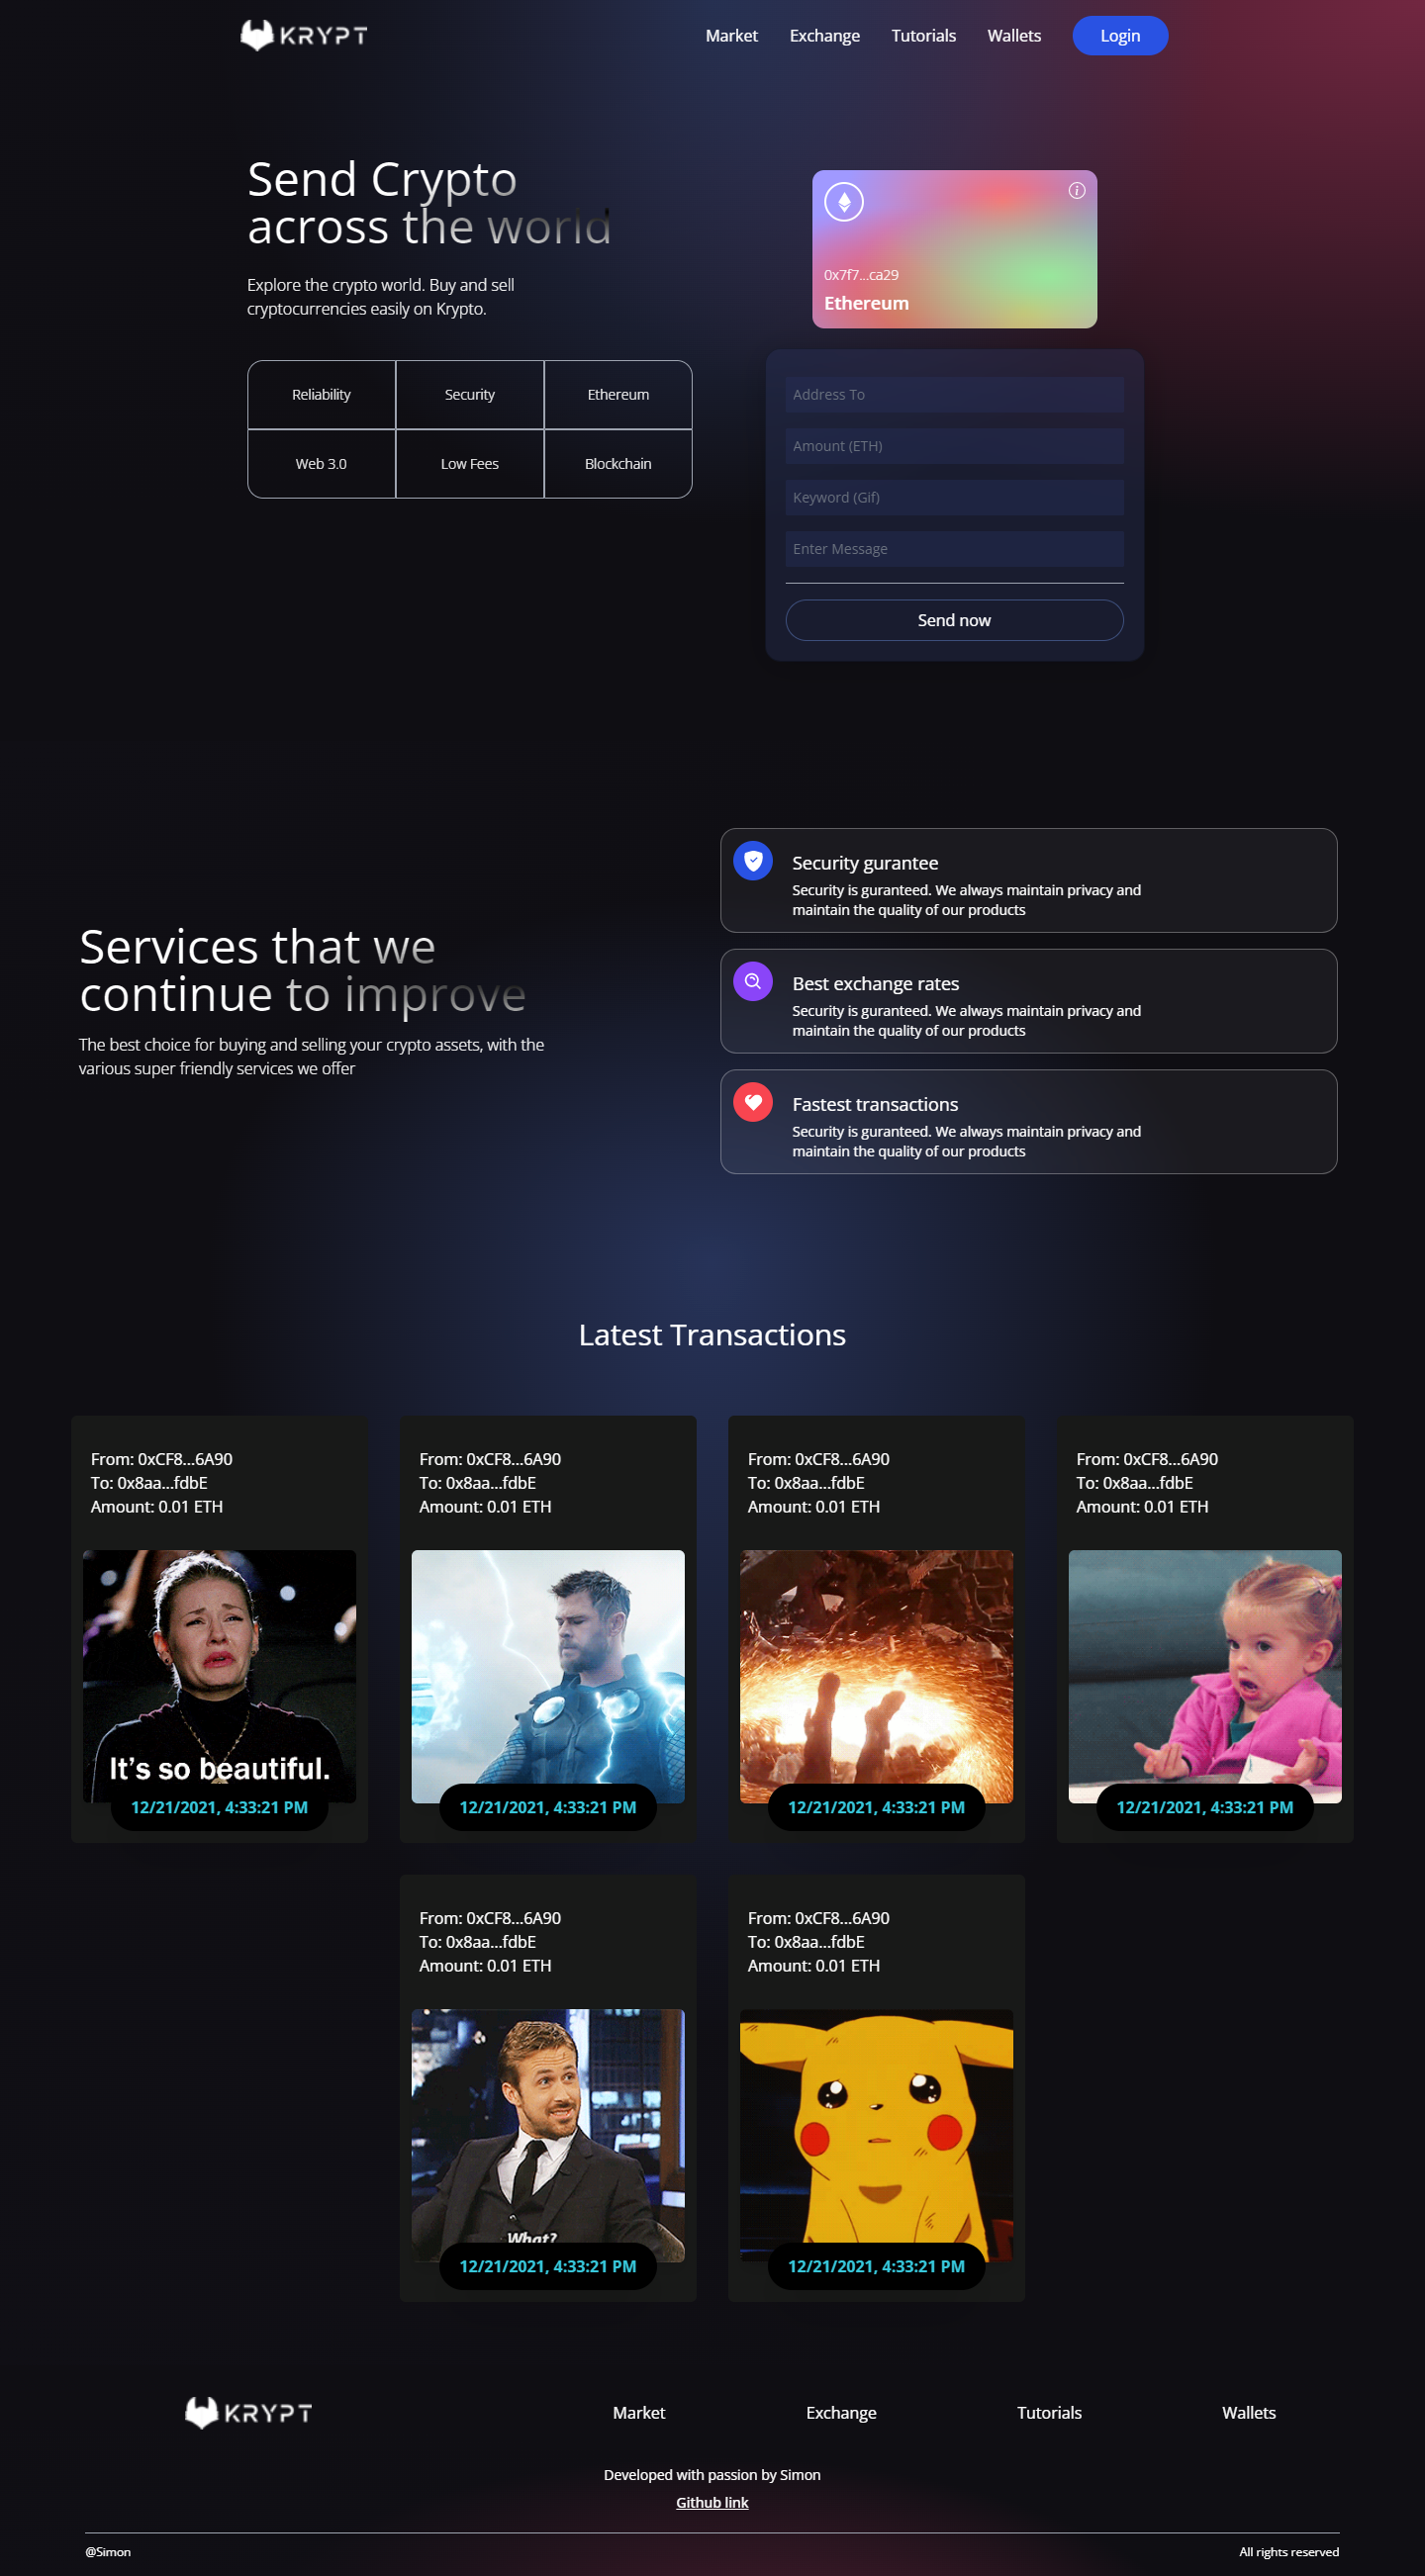 KRYPT
Market
Exchange
Tutorials
Wallets
Login
Send Crypto
across the world
Explore the crypto world. Buy and sell
cryptocurrencies easily on Krypto.
Reliability
Security
Ethereum
Web 3.0
Low Fees
Blockchain
0x7f7...ca29
Ethereum
Address To
Amount (ETH)
Keyword (Gif)
Enter Message
Send now
Services that we
continue to improve
The best choice for buying and selling your crypto assets, with the
various super friendly services we offer
Security gurantee
Security is guranteed. We always maintain privacy and
maintain the quality of our products
Best exchange rates
Security is guranteed. We always maintain privacy and
maintain the quality of our products
Fastest transactions
Security is guranteed. We always maintain privacy and
maintain the quality of our products
Latest Transactions
From: 0xCF8...6A90
To: 0x8aa...fdbE
Amount: 0.01 ETH
It's so beautiful.
12/21/2021, 4:33:21 PM
From: 0xCF8...6A90
To: 0x8aa...fdbE
Amount: 0.01 ETH
12/21/2021, 4:33:21 PM
From: 0xCF8...6A90
To: 0x8aa...fdbE
Amount: 0.01 ETH
12/21/2021, 4:33:21 PM
From: 0xCF8...6A90
To: 0x8aa...fdbE
Amount: 0.01 ETH
12/21/2021, 4:33:21 PM
From: 0xCF8...6A90
To: 0x8aa...fdbE
Amount: 0.01 ETH
What?
12/21/2021, 4:33:21 PM
From: 0xCF8...6A90
To: 0x8aa...fdbE
Amount: 0.01 ETH
12/21/2021, 4:33:21 PM
KRYPT
Market
Exchange
Tutorials
Wallets
Developed with passion by Simon
Github link
@Simon
All rights reserved